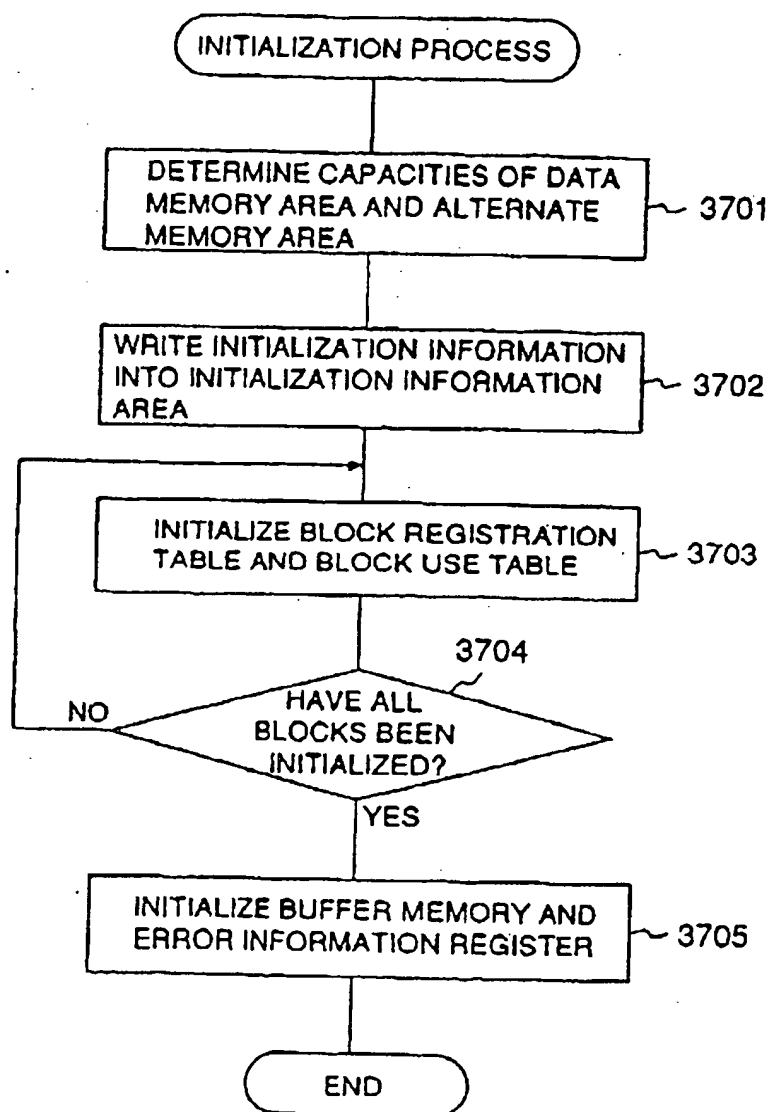 INITIALIZATION PROCESS
DETERMINE CAPACITIES OF DATA
MEMORY AREA AND ALTERNATE
MEMORY AREA
3701
WRITE INITIALIZATION INFORMATION
INTO INITIALIZATION INFORMATION
AREA
3702
INITIALIZE BLOCK REGISTRATION
TABLE AND BLOCK USE TABLE
3703
3704
HAVE ALL
BLOCKS BEEN
INITIALIZED?
NO
YES
INITIALIZE BUFFER MEMORY AND
ERROR INFORMATION REGISTER
3705
END